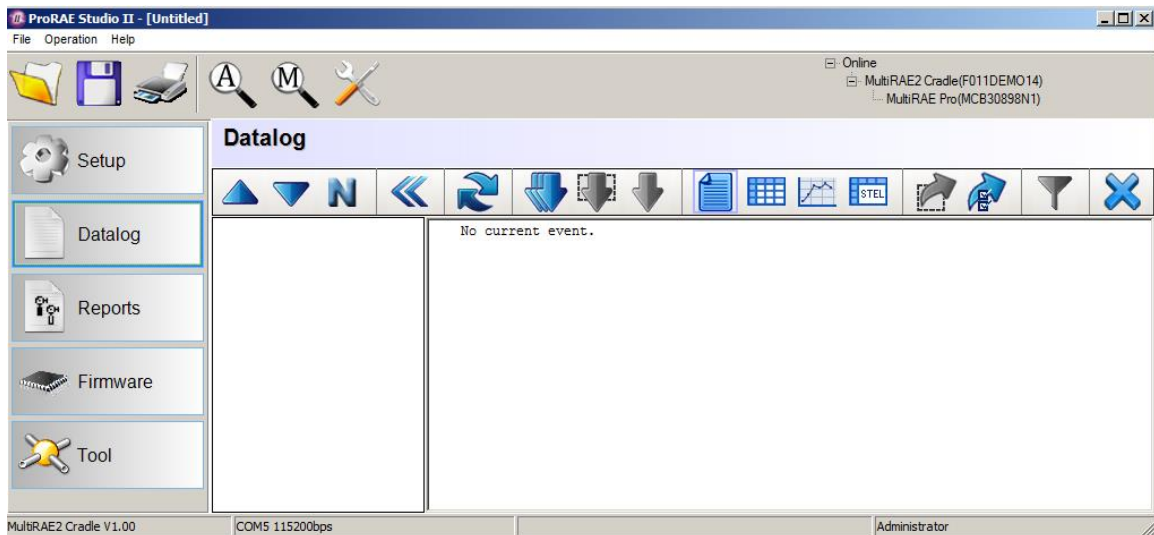 ProRAE Studio II - [Untitled]
File Operation Help
A M
Online
MultiRAE2 Cradle(F011DEMO14)
MultiRAE Pro(MCB30898N1)
Setup
Datalog
Reports
Firmware
Tool
Datalog
N
STEL
No current event.
MultiRAE2 Cradle V1.00
COM5 115200bps
Administrator